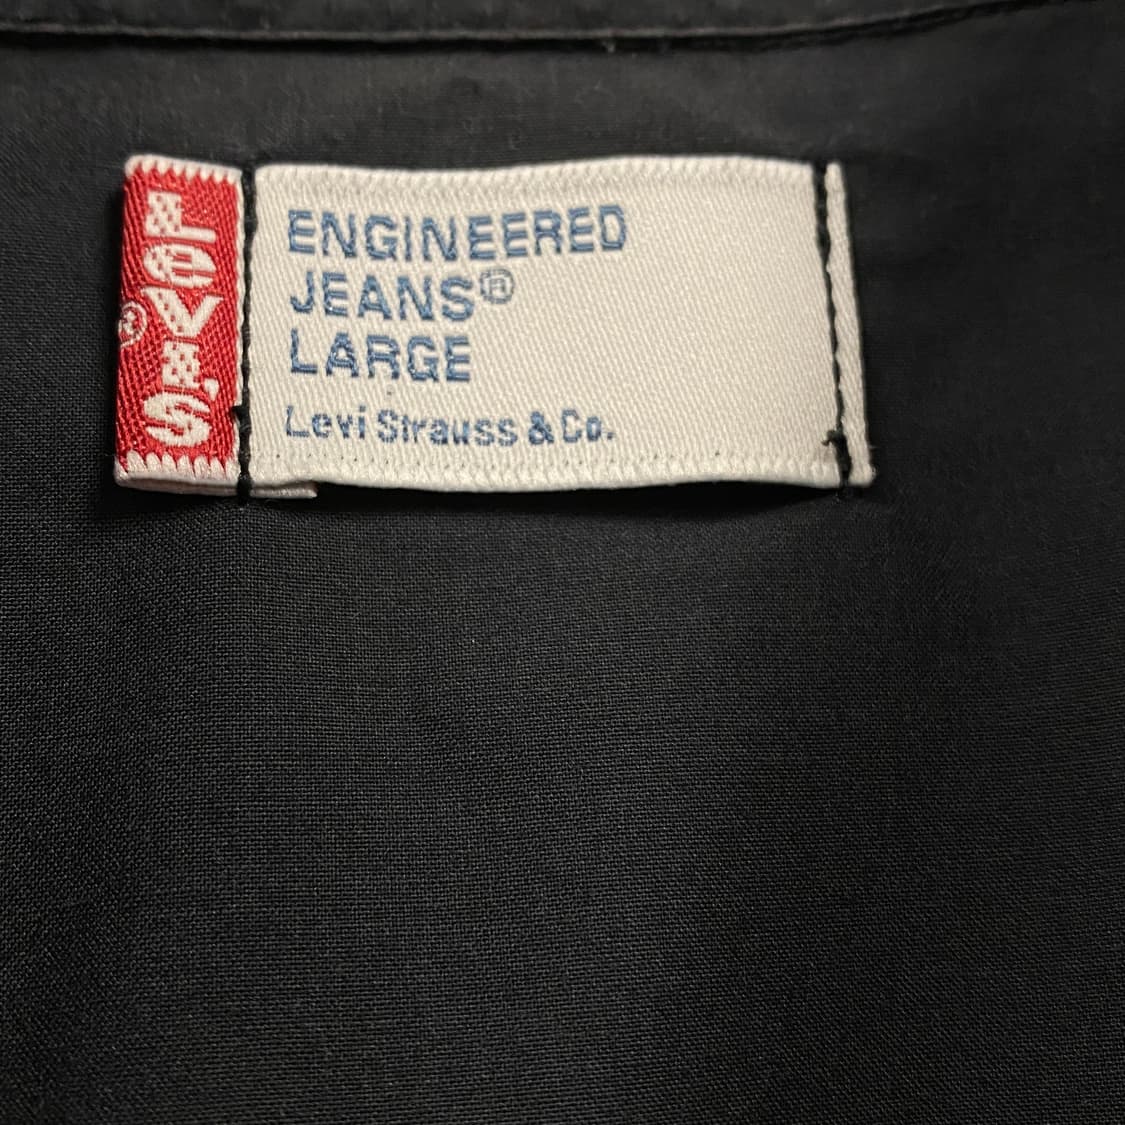 LEVI'S®
ENGINEERED
JEANS®
LARGE
Levi Strauss & Co.